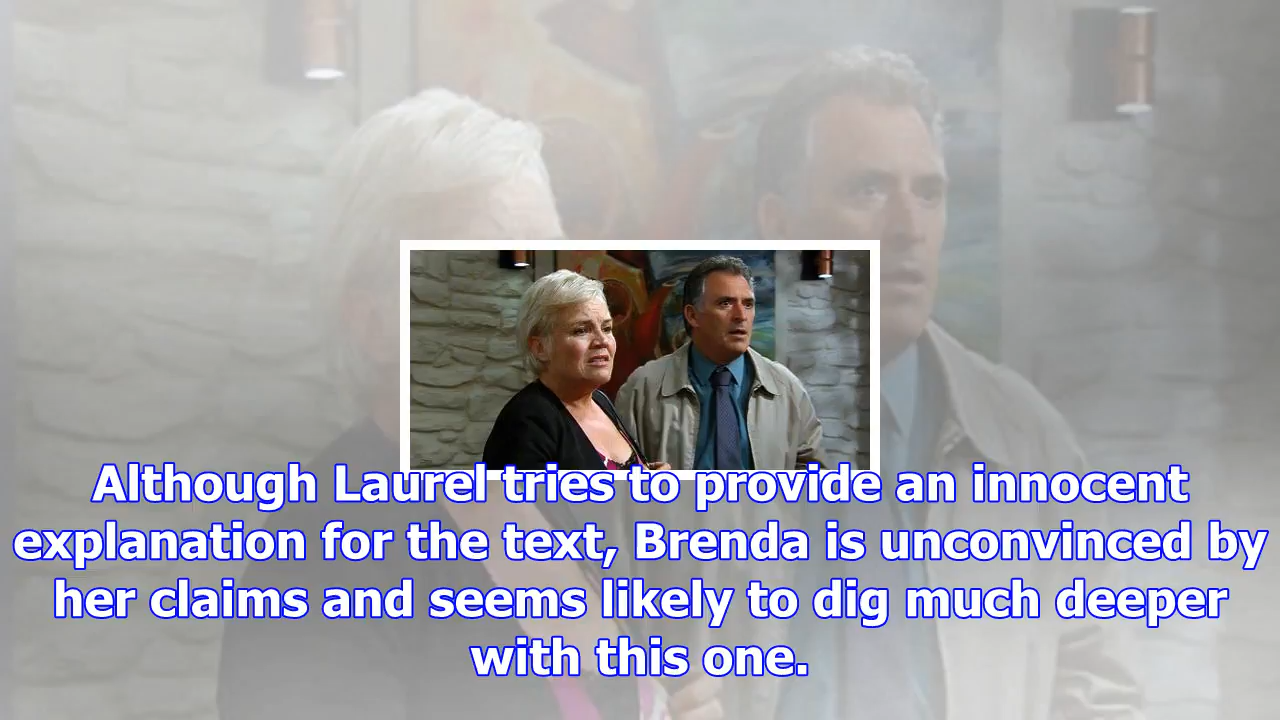 Although Laurel tries to provide an innocent
explanation for the text, Brenda is unconvinced by
her claims and seems likely to dig much deeper
with this one.